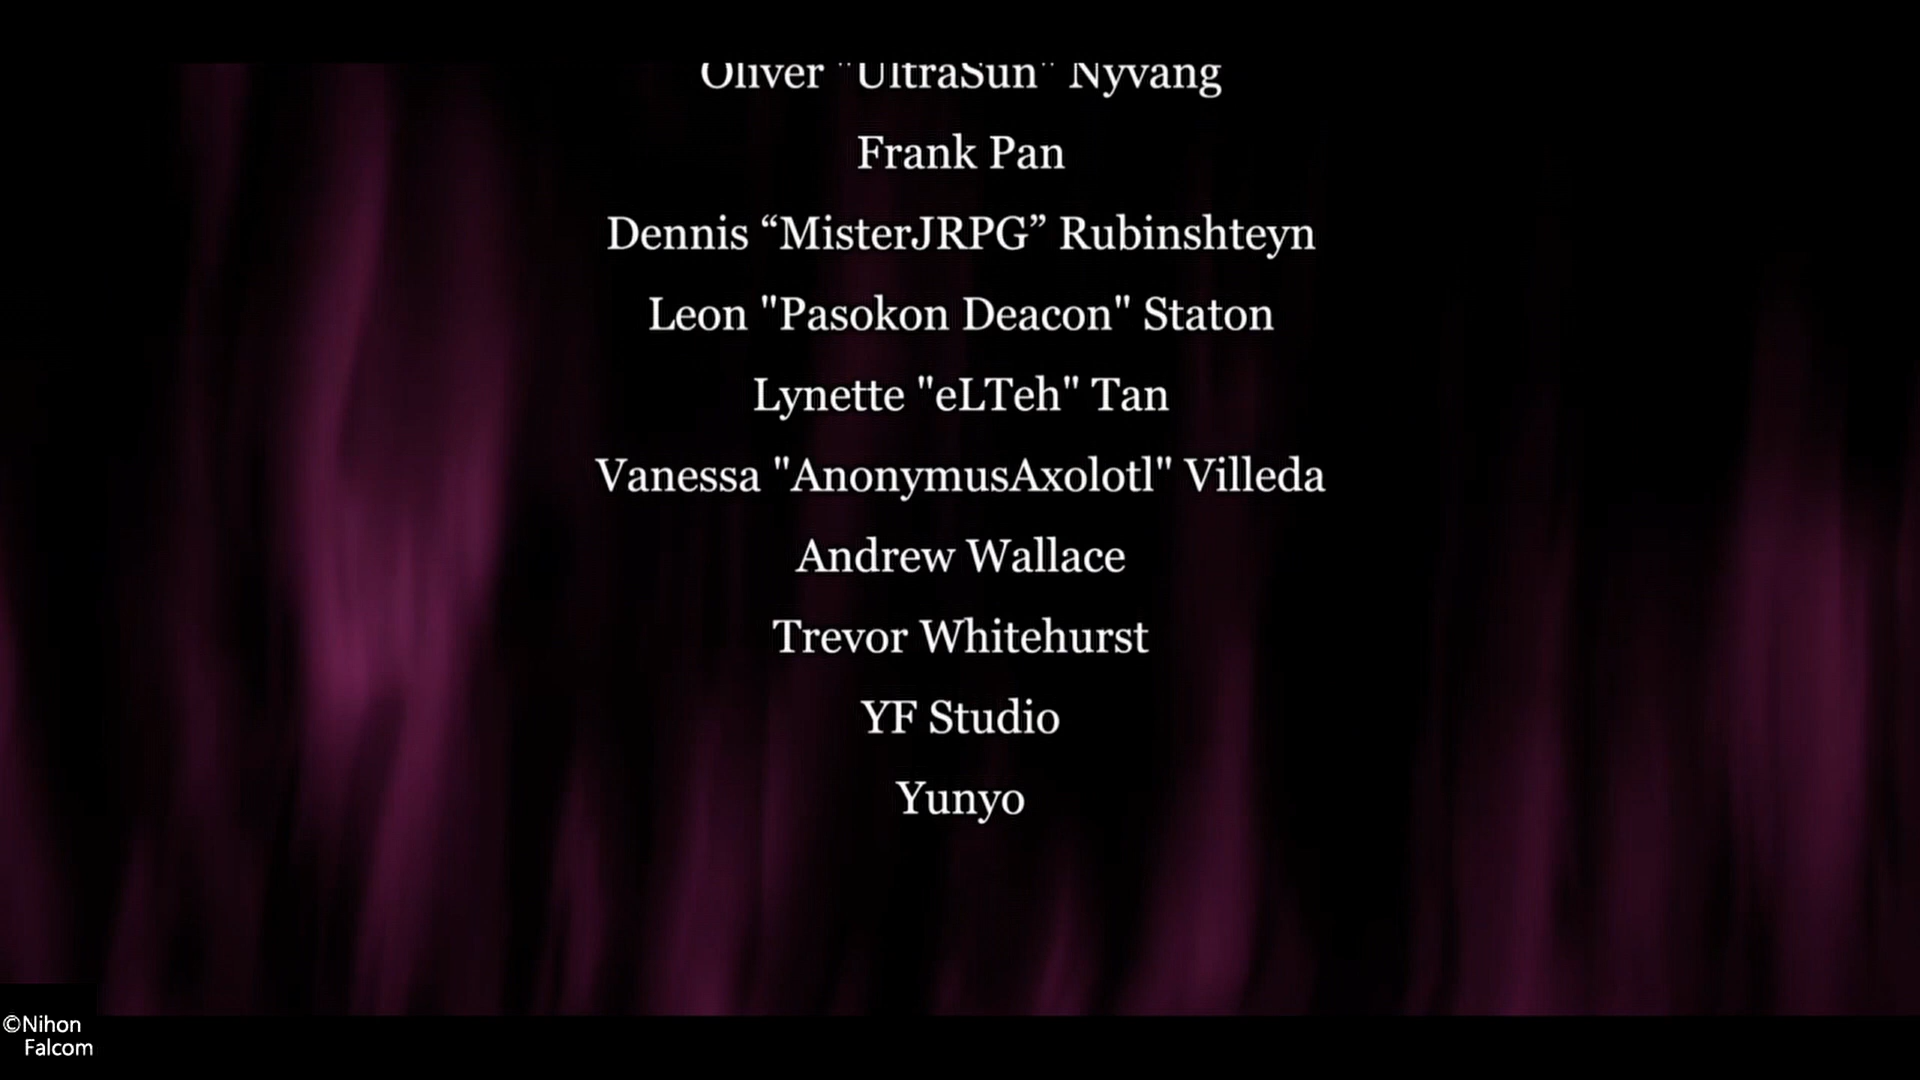 Oliver "UltraSun" Nyvang
Frank Pan
Dennis “MisterJRPG” Rubinshteyn
Leon "Pasokon Deacon" Staton
Lynette "eLTeh" Tan
Vanessa "AnonymusAxolotl" Villeda
Andrew Wallace
Trevor Whitehurst
YF Studio
Yunyo
©Nihon
Falcom